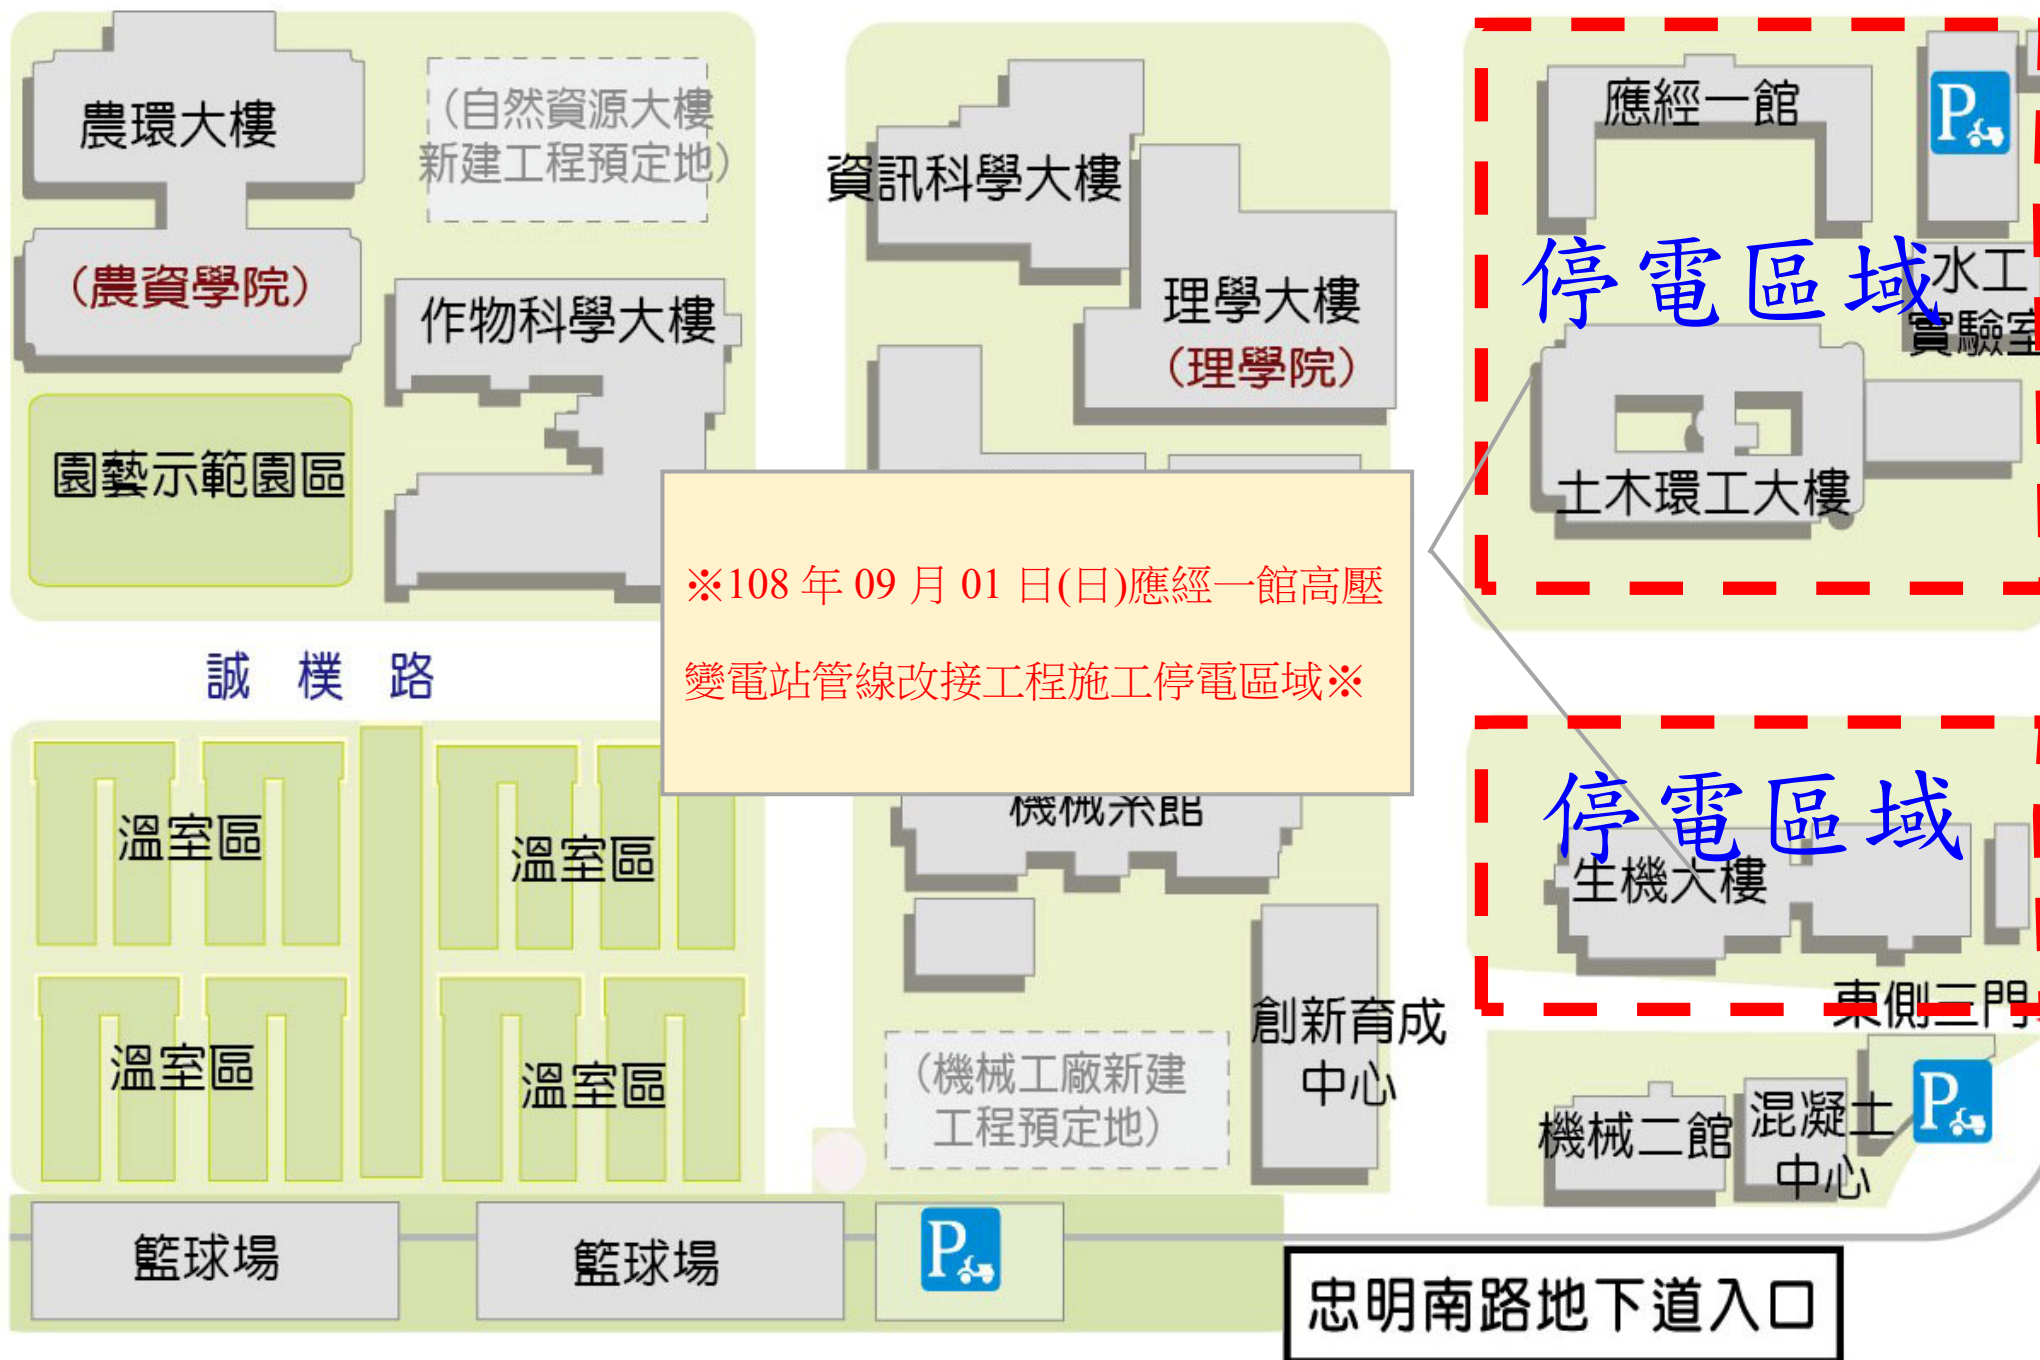 農環大樓
(農資學院)
(自然資源大樓
新建工程預定地)
作物科學大樓
園藝示範園區
資訊科學大樓
理學大樓
(理學院)
應經一館
P
停電區域
水工
實驗室
土木環工大樓
※108 年 09 月 01 日(日)應經一館高壓
變電站管線改接工程施工停電區域※
誠樸路
溫室區
溫室區
溫室區
溫室區
機械系館
停電區域
生機大樓
東側三門
創新育成
中心
(機械工廠新建
工程預定地)
機械二館
混凝土
中心
P
籃球場
籃球場
P
忠明南路地下道入口